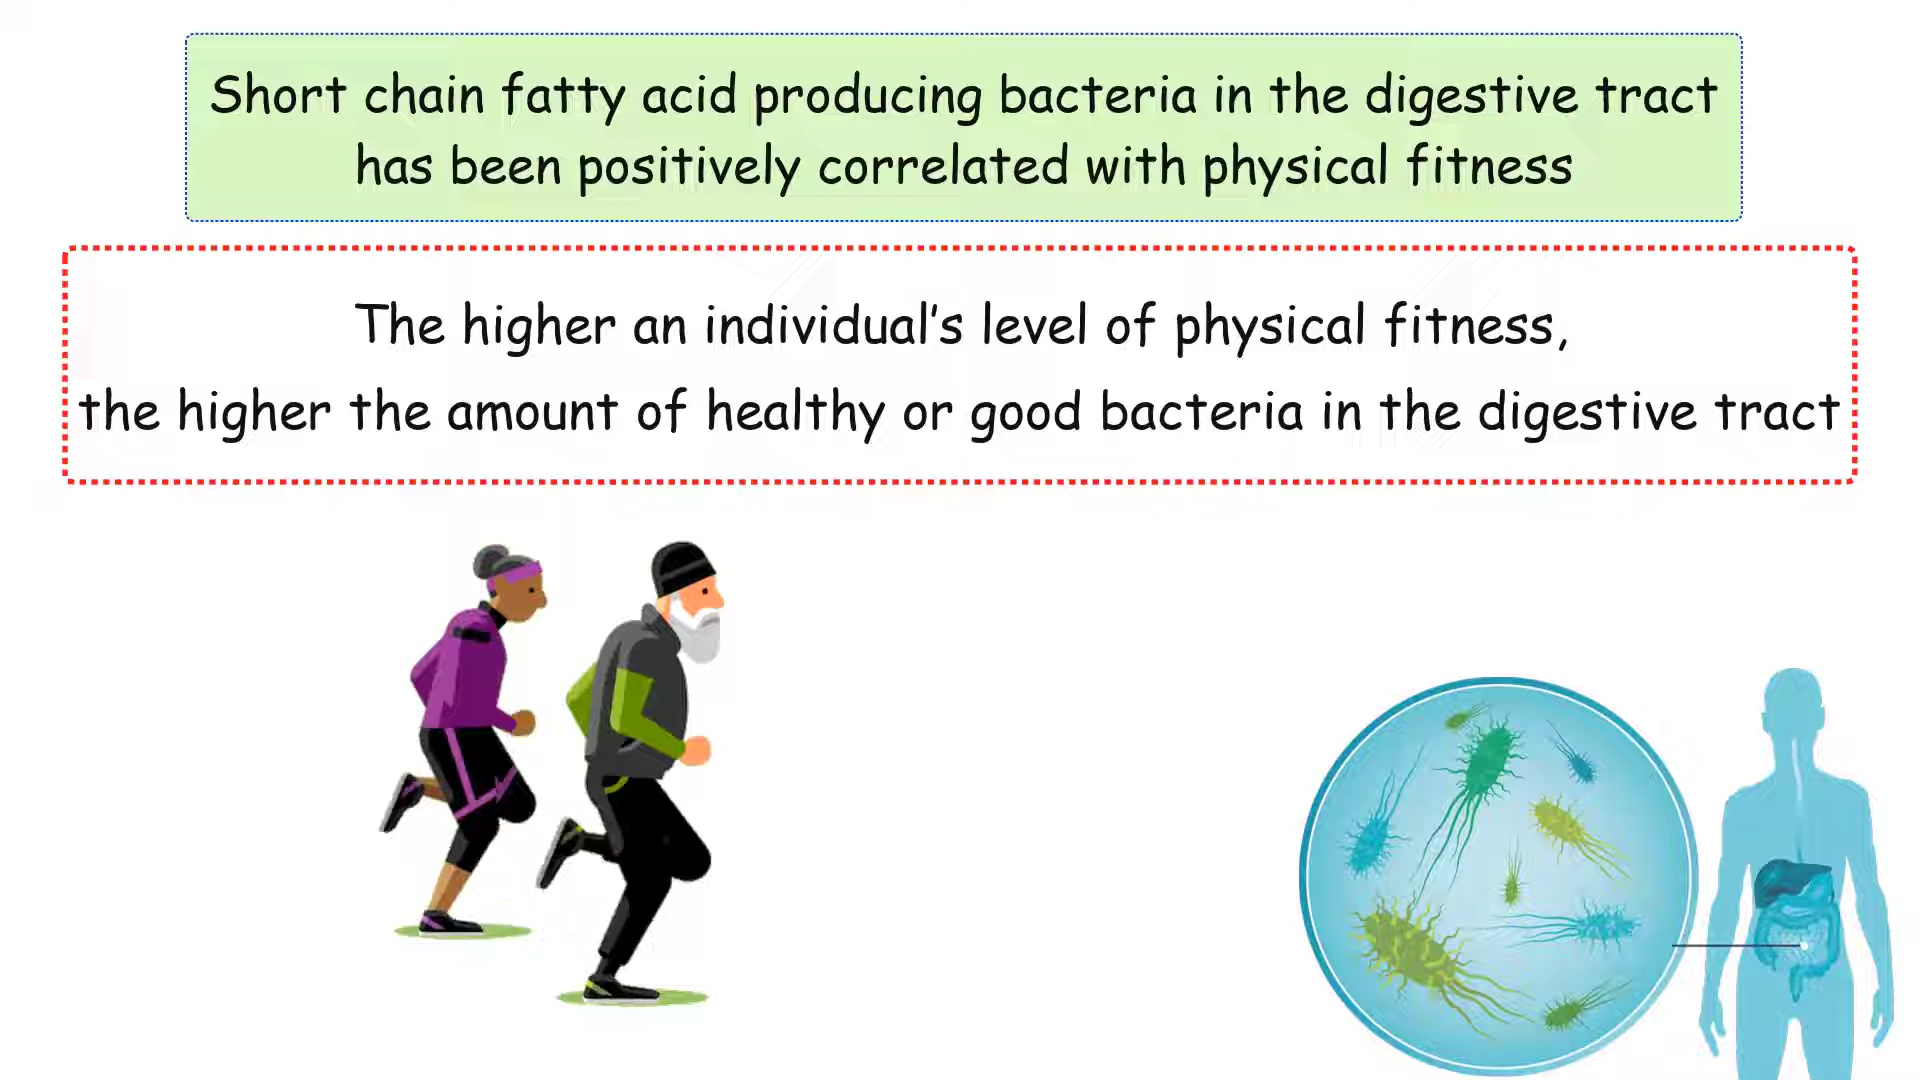 Short chain fatty acid producing bacteria in the digestive tract
has been positively correlated with physical fitness
The higher an individual’s level of physical fitness,
the higher the amount of healthy or good bacteria in the digestive tract